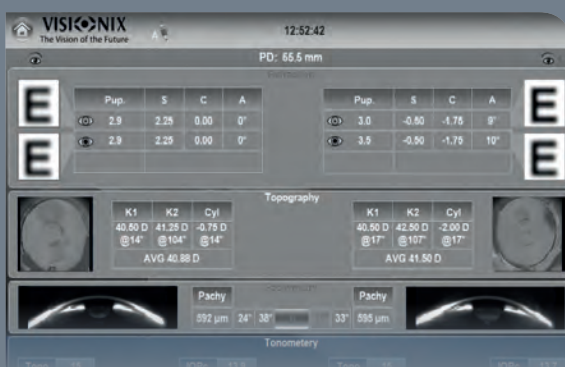 VISIONIX
The Vision of the Future
12:52:42
PD: 65.5 mm
Pup. S C A
2.9 2.25 0.00 0°
2.9 2.25 0.00 0°
E
E
Pup. S C A
3.0 -0.50 -1.75 9°
3.5 -0.50 -1.75 10°
E
E
Topography
K1 K2 Cyl
40.50 D 41.25 D -0.75 D
@14° @104° @14°
AVG 40.88 D
K1 K2 Cyl
40.50 D 42.50 D -2.00 D
@17° @107° @17°
AVG 41.50 D
Pachy
592 µm 24° 38°
Pachy
33° 595 µm
Tonometery